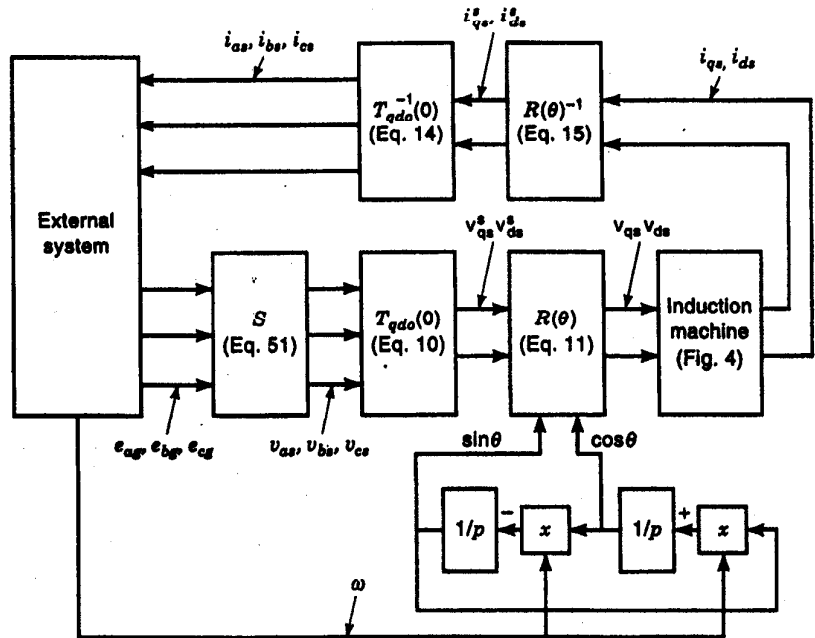 i_as, i_bs, i_cs
i^s_qs, i^s_ds
i_qs, i_ds
T_qdo^-1(0)
(Eq. 14)
R(θ)^-1
(Eq. 15)
External
system
v^s_qs v^s_ds
v_qs v_ds
S
(Eq. 51)
T_qdo(0)
(Eq. 10)
R(θ)
(Eq. 11)
Induction
machine
(Fig. 4)
e_ag, e_bg, e_cg
v_as, v_bs, v_cs
sinθ
cosθ
1/p
−
x
1/p
+
x
ω